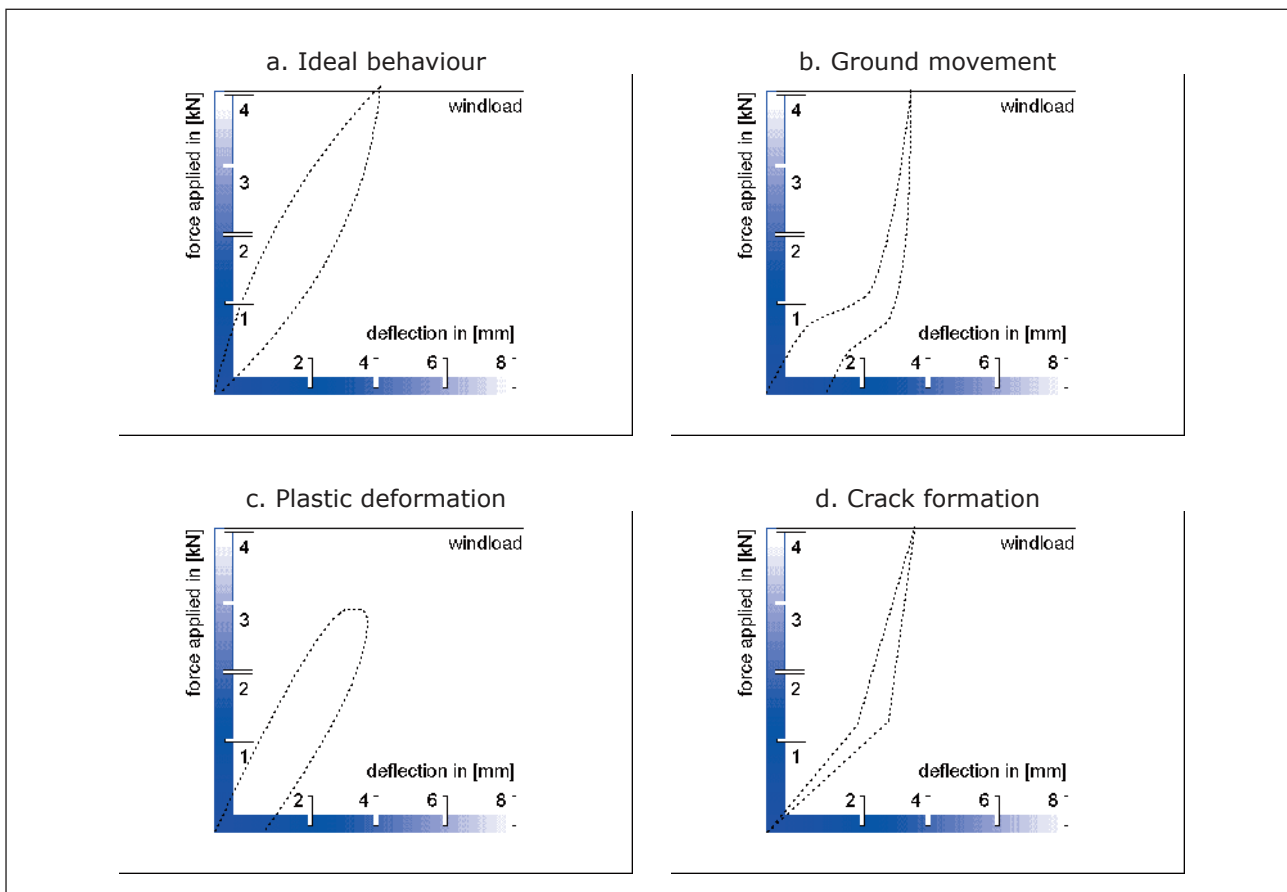 a. Ideal behaviour
force applied in [kN]
4
3
2
1
windload
deflection in [mm]
2
4
6
8
b. Ground movement
force applied in [kN]
4
3
2
1
windload
deflection in [mm]
2
4
6
8
c. Plastic deformation
force applied in [kN]
4
3
2
1
windload
deflection in [mm]
2
4
6
8
d. Crack formation
force applied in [kN]
4
3
2
1
windload
deflection in [mm]
2
4
6
8